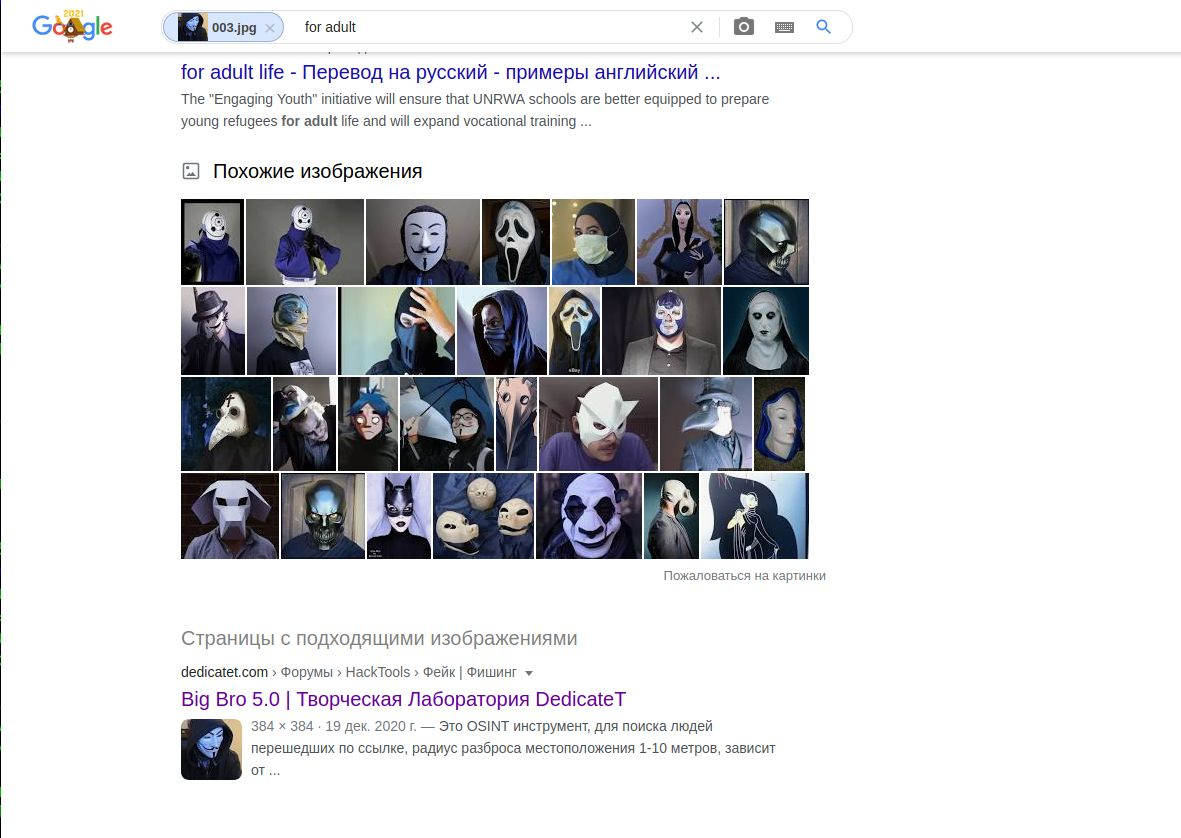 2021
Google
003.jpg
for adult
for adult life - Перевод на русский - примеры английский ...
The "Engaging Youth" initiative will ensure that UNRWA schools are better equipped to prepare
young refugees for adult life and will expand vocational training ...
Похожие изображения
eBay
Пожаловаться на картинки
Страницы с подходящими изображениями
dedicatet.com › Форумы › HackTools › Фейк | Фишинг
Big Bro 5.0 | Творческая Лаборатория DedicateT
384 × 384 · 19 дек. 2020 г. — Это OSINT инструмент, для поиска людей
перешедших по ссылке, радиус разброса местоположения 1-10 метров, зависит
от ...